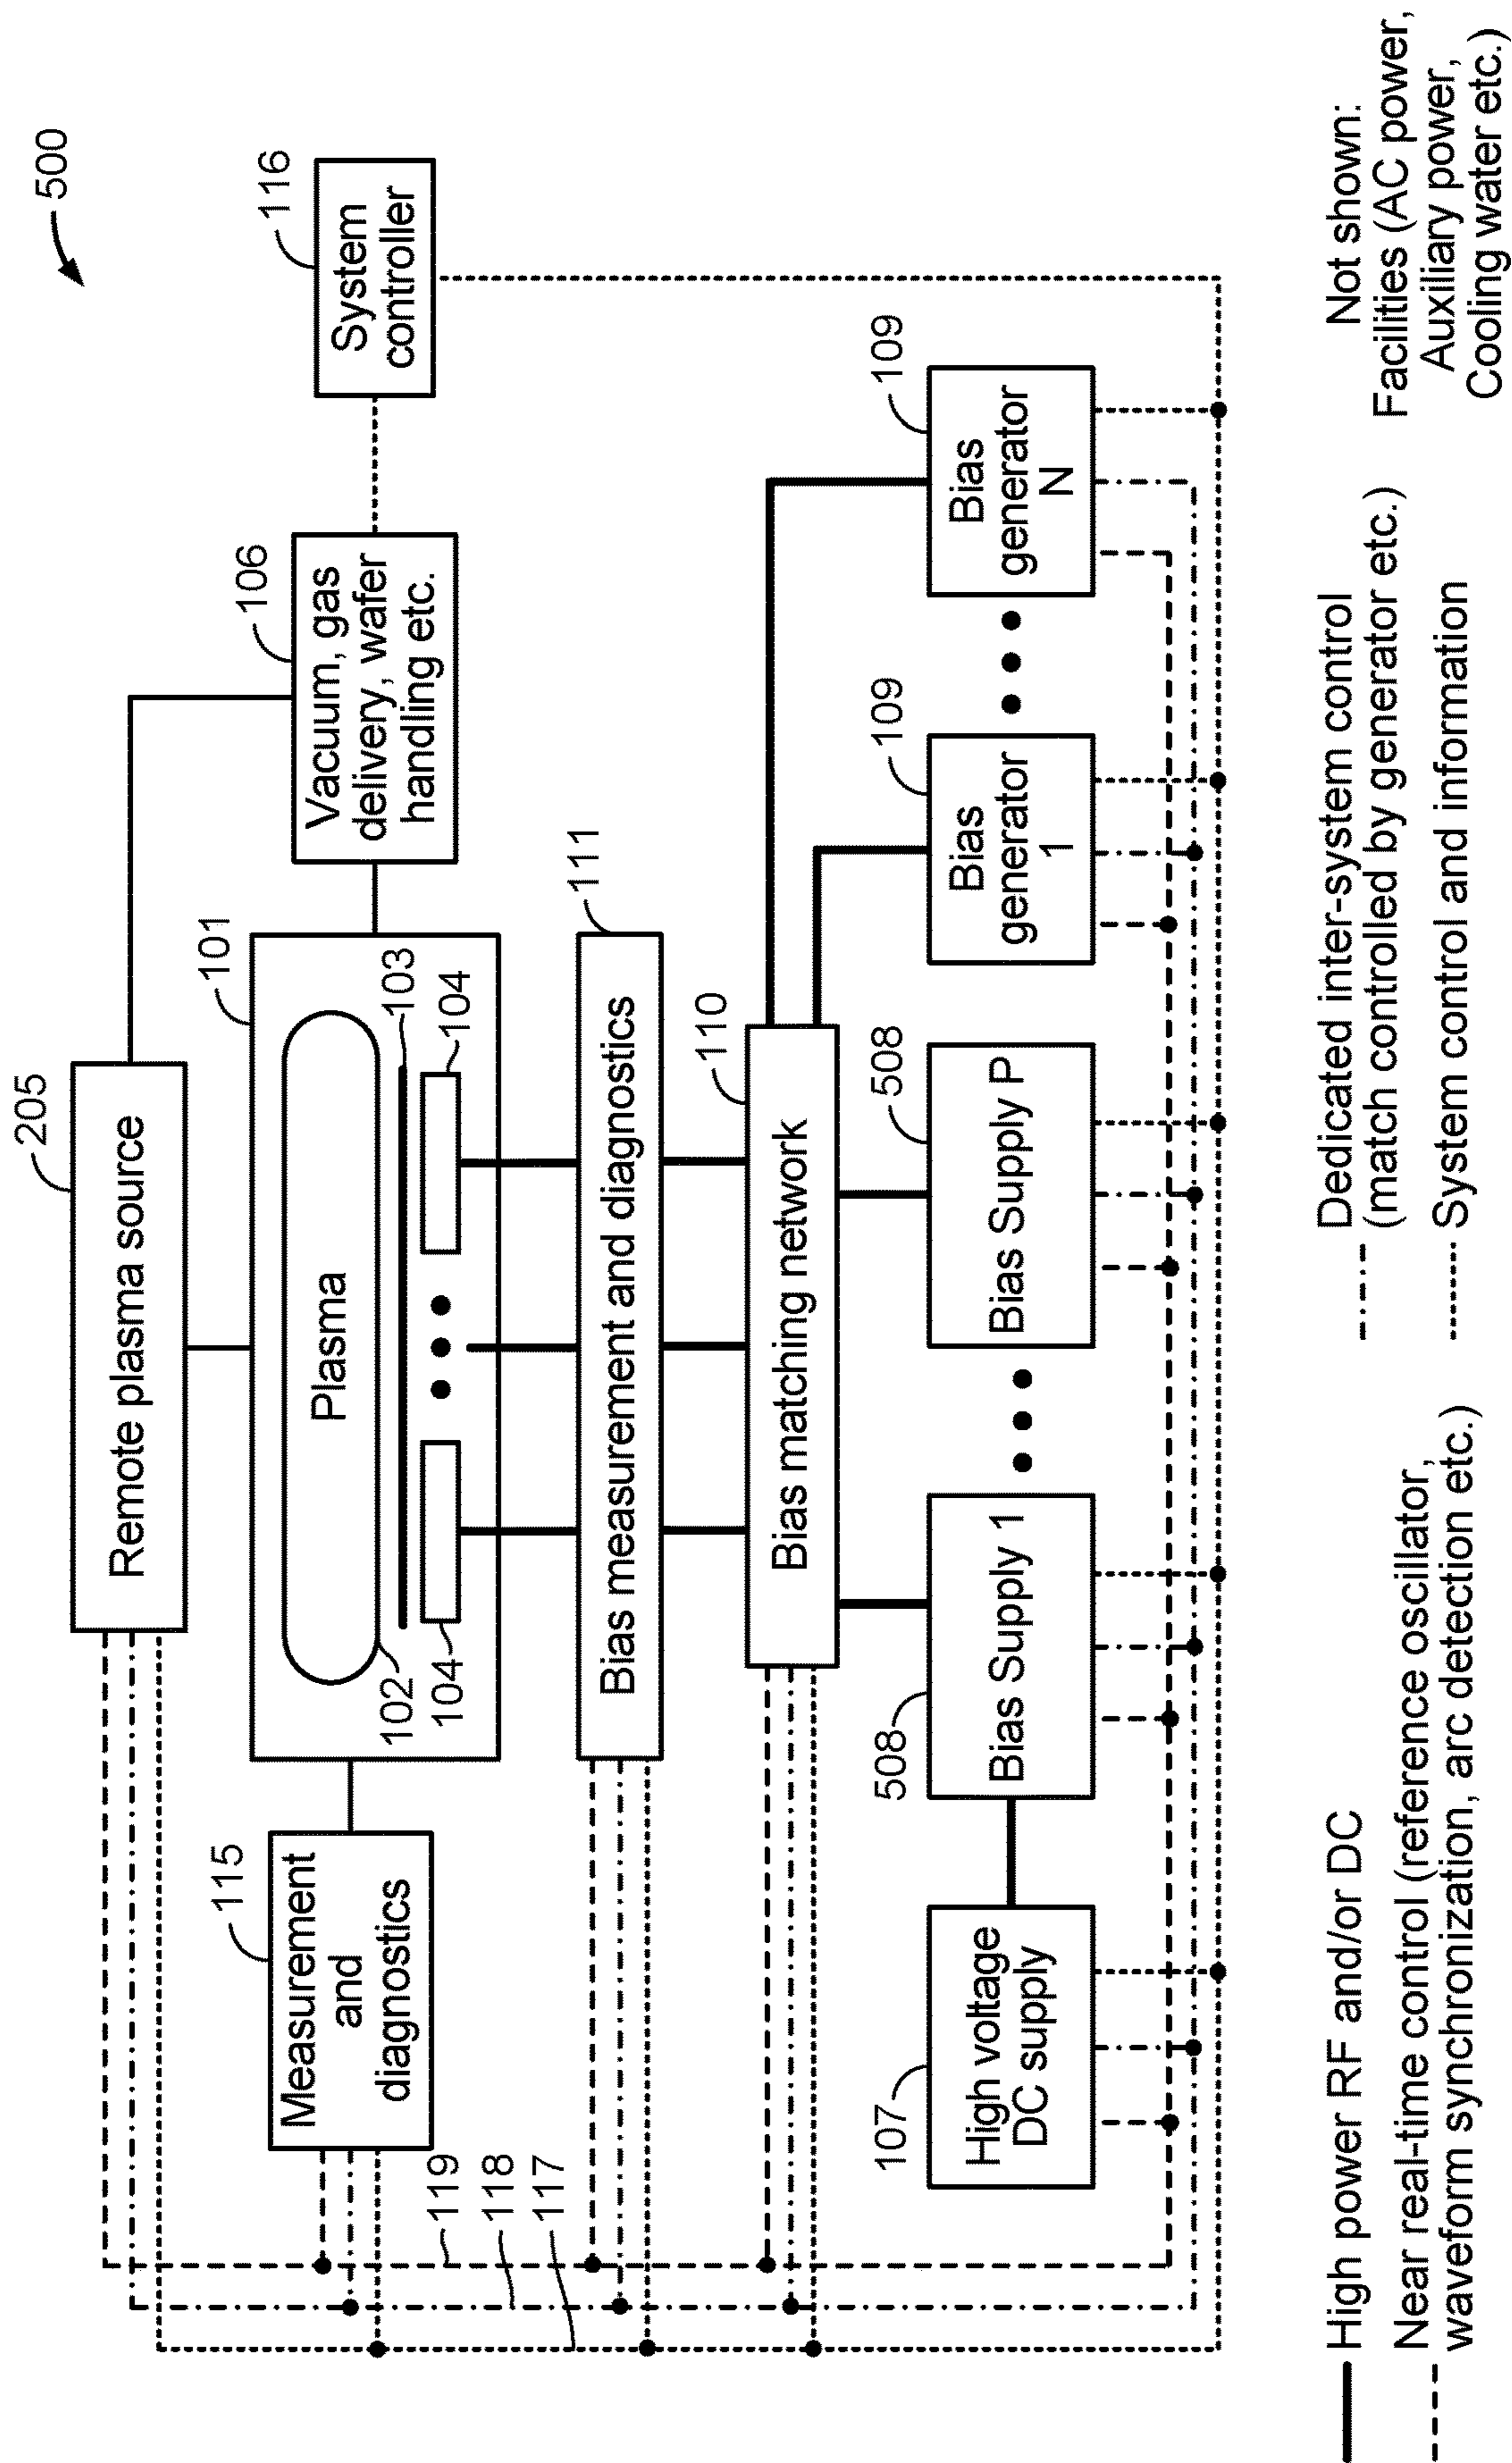 500
205
Remote plasma source
116
System
controller
106
Vacuum, gas
delivery, wafer
handling etc.
101
Plasma
102
103
104
104
115
Measurement
and
diagnostics
111
Bias measurement and diagnostics
119
118
117
110
Bias matching network
107
High voltage
DC supply
508
Bias Supply 1
508
Bias Supply P
109
Bias
generator
1
109
Bias
generator
N
High power RF and/or DC
Near real-time control (reference oscillator,
waveform synchronization, arc detection etc.)
Dedicated inter-system control
(match controlled by generator etc.)
System control and information
Not shown:
Facilities (AC power,
Auxiliary power,
Cooling water etc.)